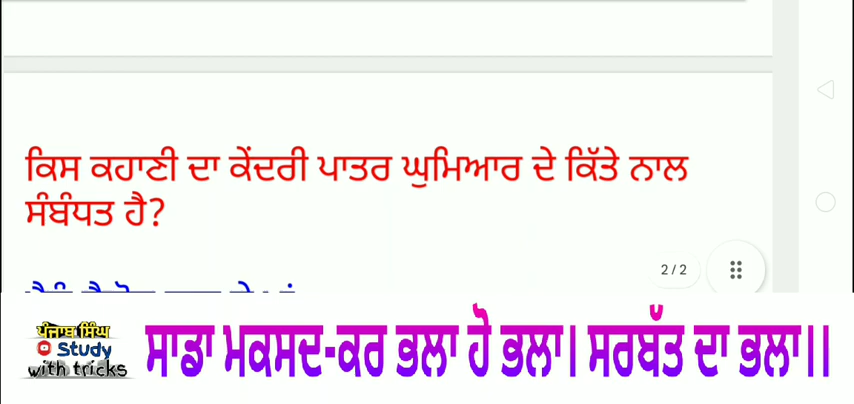 ਕਿਸ ਕਹਾਣੀ ਦਾ ਕੇਂਦਰੀ ਪਾਤਰ ਘੁਮਿਆਰ ਦੇ ਕਿੱਤੇ ਨਾਲ
ਸੰਬੰਧਤ ਹੈ?
2/2
ਪੰਜਾਬ ਸਿੰਘ
Study
with tricks
ਸਾਡਾ ਮਕਸਦ-ਕਰ ਭਲਾ ਹੋ ਭਲਾ। ਸਰਬੱਤ ਦਾ ਭਲਾ।।